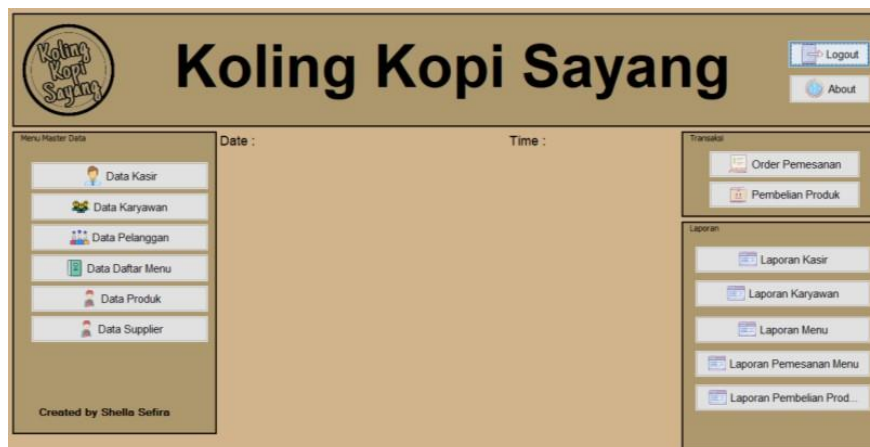 Koling
Kopi
Sayang
Koling Kopi Sayang
Logout
About
Menu Master Data
Data Kasir
Data Karyawan
Data Pelanggan
Data Daftar Menu
Data Produk
Data Supplier
Created by Shella Sefira
Date :
Time :
Transaksi
Order Pemesanan
Pembelian Produk
Laporan
Laporan Kasir
Laporan Karyawan
Laporan Menu
Laporan Pemesanan Menu
Laporan Pembelian Prod...